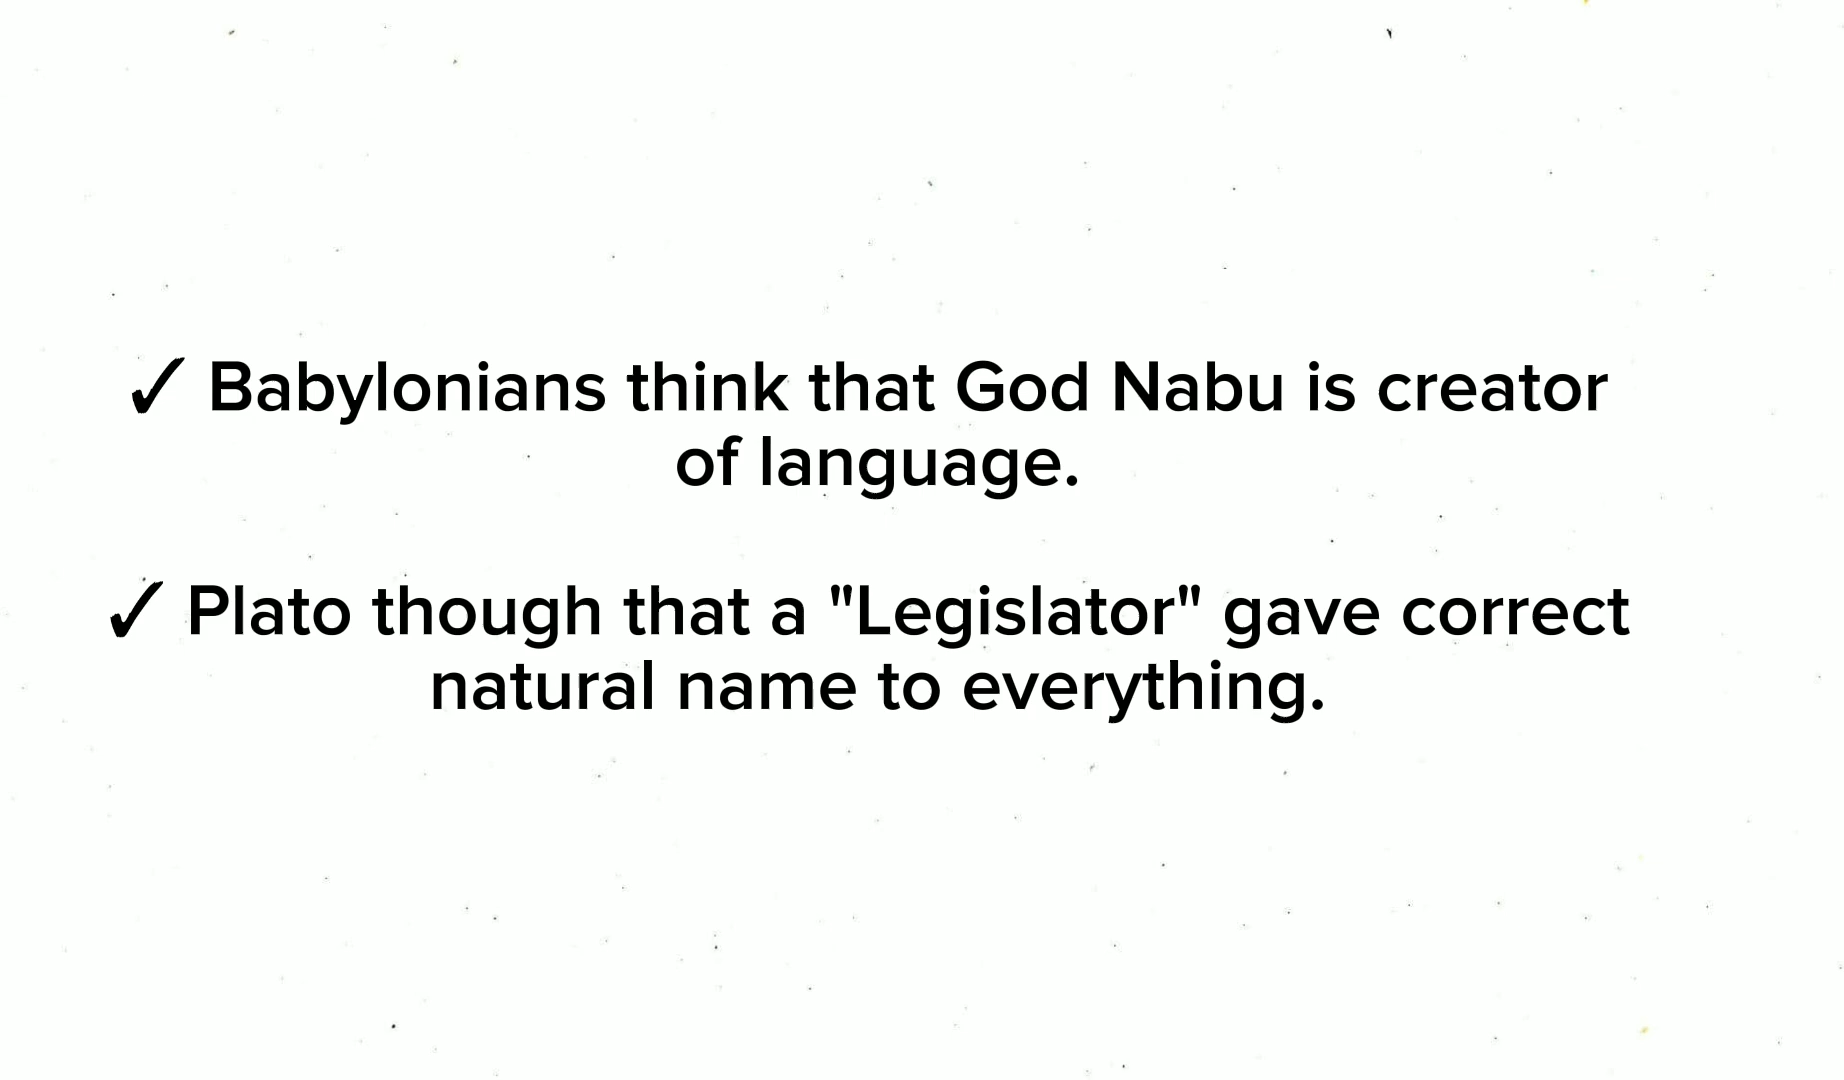 ✓ Babylonians think that God Nabu is creator
of language.
✓ Plato though that a "Legislator" gave correct
natural name to everything.